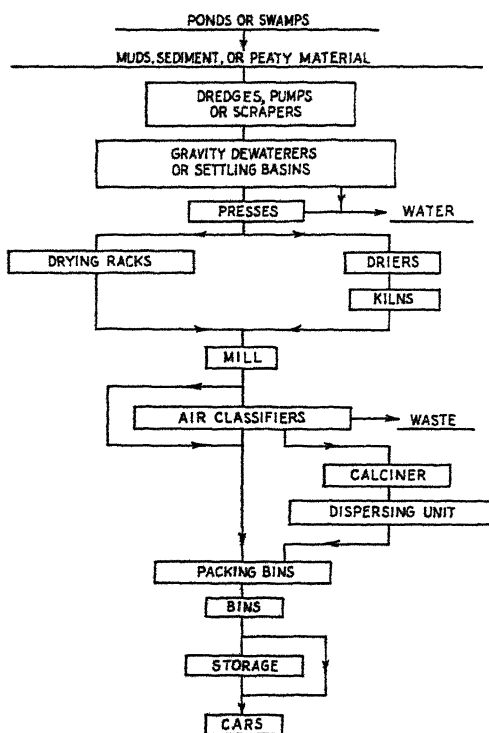 PONDS OR SWAMPS
MUDS, SEDIMENT, OR PEATY MATERIAL
DREDGES, PUMPS
OR SCRAPERS
GRAVITY DEWATERERS
OR SETTLING BASINS
PRESSES
WATER
DRYING RACKS
DRIERS
KILNS
MILL
AIR CLASSIFIERS
WASTE
CALCINER
DISPERSING UNIT
PACKING BINS
BINS
STORAGE
CARS